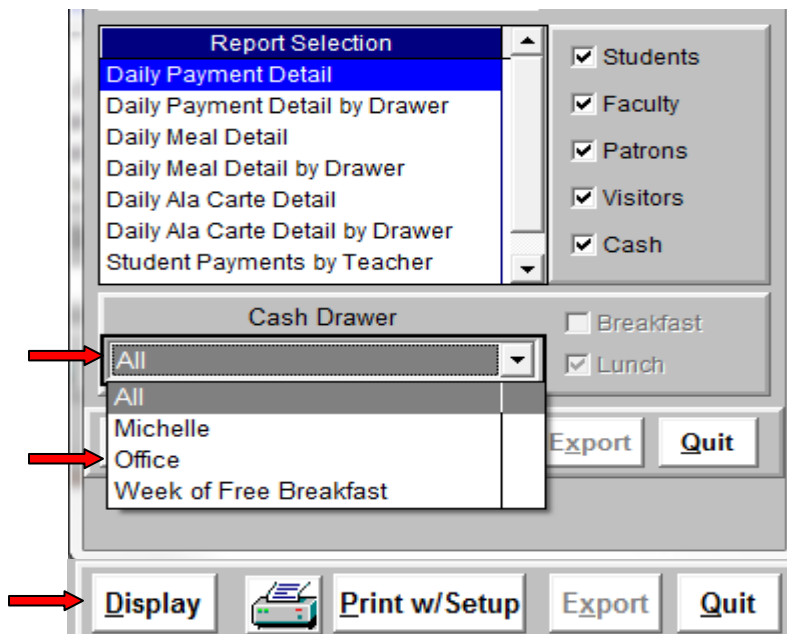 Report Selection
Daily Payment Detail
Daily Payment Detail by Drawer
Daily Meal Detail
Daily Meal Detail by Drawer
Daily Ala Carte Detail
Daily Ala Carte Detail by Drawer
Student Payments by Teacher
Students
Faculty
Patrons
Visitors
Cash
Cash Drawer
All
All
Michelle
Office
Week of Free Breakfast
Breakfast
Lunch
Export
Quit
Display
Print w/Setup
Export
Quit